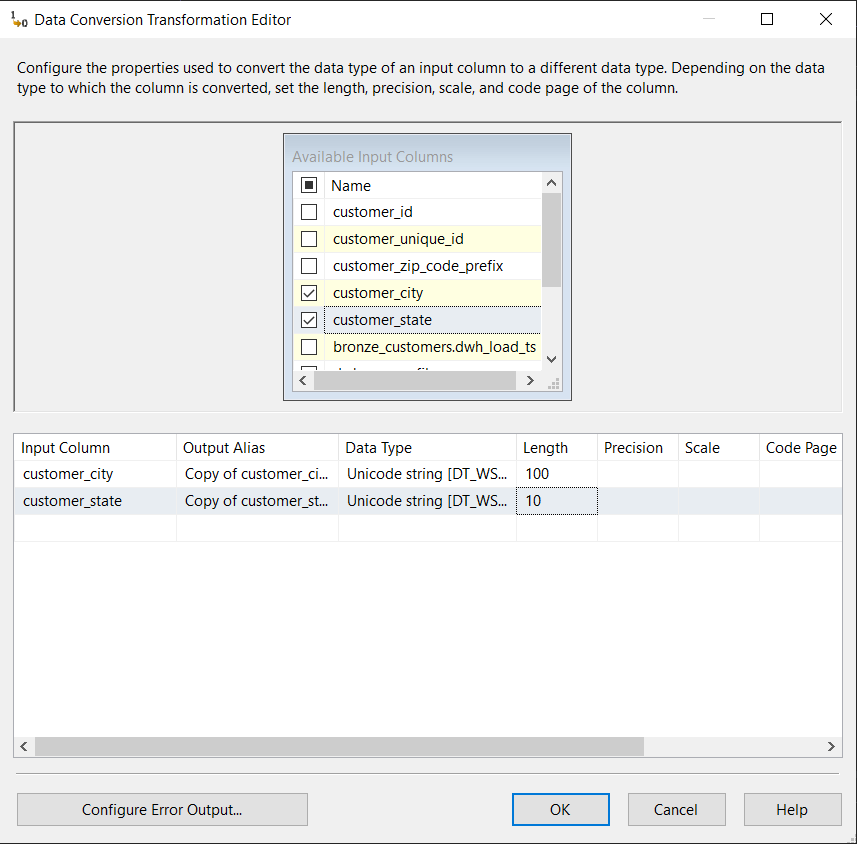 Data Conversion Transformation Editor
Configure the properties used to convert the data type of an input column to a different data type. Depending on the data
type to which the column is converted, set the length, precision, scale, and code page of the column.
Available Input Columns
Name
customer_id
customer_unique_id
customer_zip_code_prefix
customer_city
customer_state
bronze_customers.dwh_load_ts
Input Column Output Alias Data Type Length Precision Scale Code Page
customer_city Copy of customer_ci... Unicode string [DT_WS... 100
customer_state Copy of customer_st... Unicode string [DT_WS... 10
Configure Error Output... OK Cancel Help